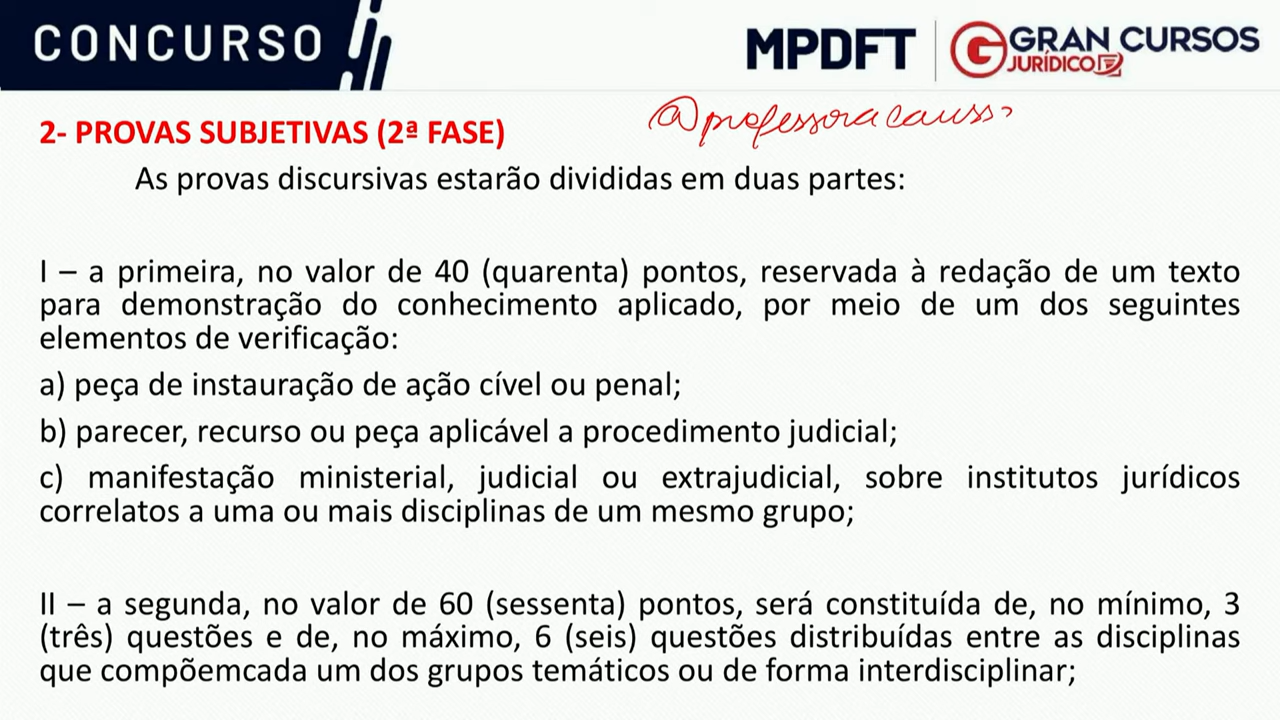 CONCURSO
MPDFT
GRAN CURSOS
JURÍDICO
2- PROVAS SUBJETIVAS (2ª FASE)
As provas discursivas estarão divididas em duas partes:
I – a primeira, no valor de 40 (quarenta) pontos, reservada à redação de um texto
para demonstração do conhecimento aplicado, por meio de um dos seguintes
elementos de verificação:
a) peça de instauração de ação cível ou penal;
b) parecer, recurso ou peça aplicável a procedimento judicial;
c) manifestação ministerial, judicial ou extrajudicial, sobre institutos jurídicos
correlatos a uma ou mais disciplinas de um mesmo grupo;
II – a segunda, no valor de 60 (sessenta) pontos, será constituída de, no mínimo, 3
(três) questões e de, no máximo, 6 (seis) questões distribuídas entre as disciplinas
que compõemcada um dos grupos temáticos ou de forma interdisciplinar;